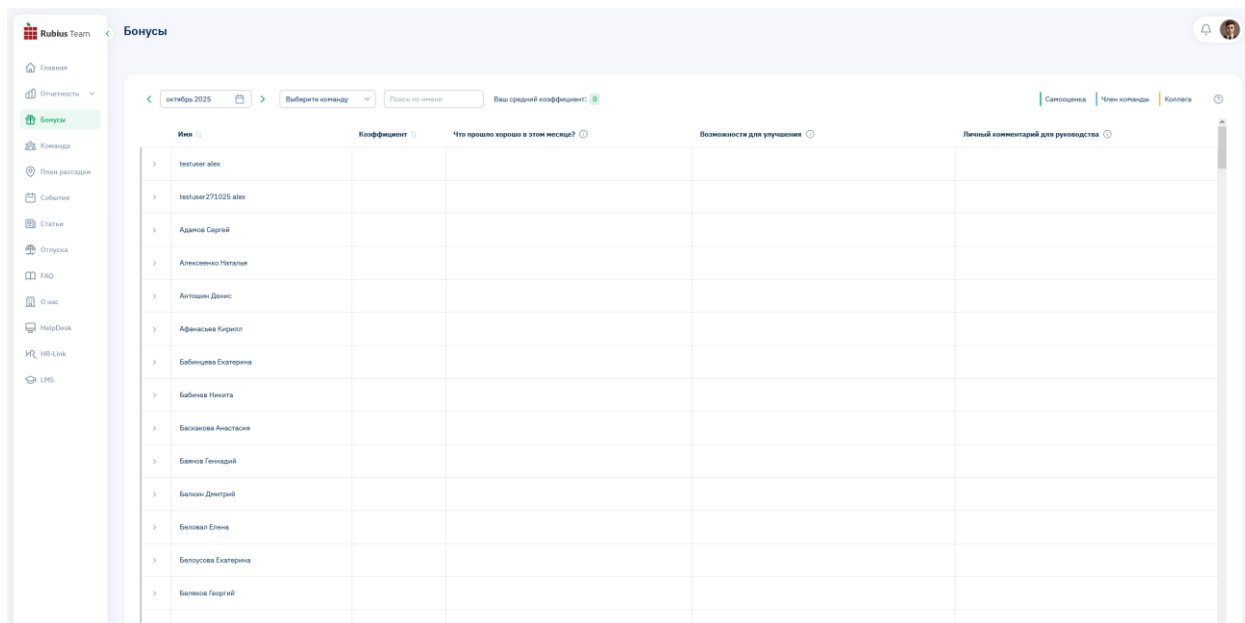 Rubius Team
Бонусы
Главная
Отчетность
Бонусы
Команда
План рассадки
События
Статьи
Отпуска
FAQ
О нас
HelpDesk
HR-Link
LMS
октябрь 2025 Выберите команду Поиск по имени Ваш средний коэффициент: 0 Самооценка Член команды Коллега
Имя Коэффициент Что прошло хорошо в этом месяце? Возможности для улучшения Личный комментарий для руководства
testuser alex
testuser271025 alex
Адамов Сергей
Алексеенко Наталья
Антошин Денис
Афанасьев Кирилл
Бабинцева Екатерина
Бабичев Никита
Баскакова Анастасия
Баянов Геннадий
Белкин Дмитрий
Беловал Елена
Белоусова Екатерина
Беляков Георгий